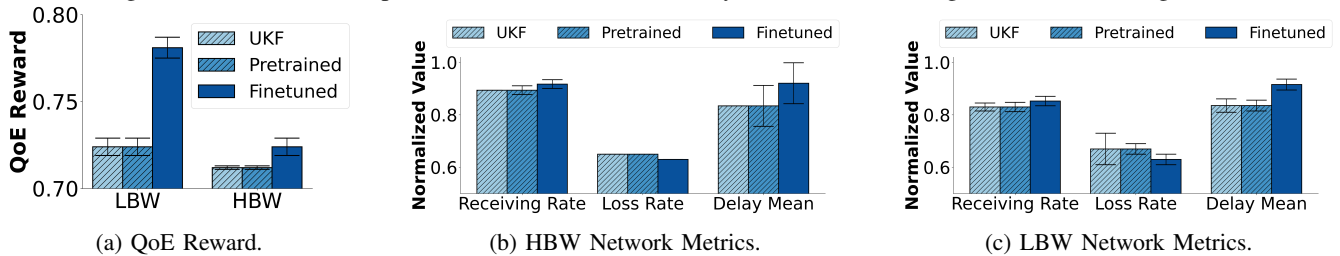 0.80
0.75
0.70
QoE Reward
UKF
Pretrained
Finetuned
LBW HBW
(a) QoE Reward.
UKF Pretrained Finetuned
1.0
0.8
0.6
Normalized Value
Receiving Rate Loss Rate Delay Mean
(b) HBW Network Metrics.
UKF Pretrained Finetuned
1.0
0.8
0.6
Normalized Value
Receiving Rate Loss Rate Delay Mean
(c) LBW Network Metrics.